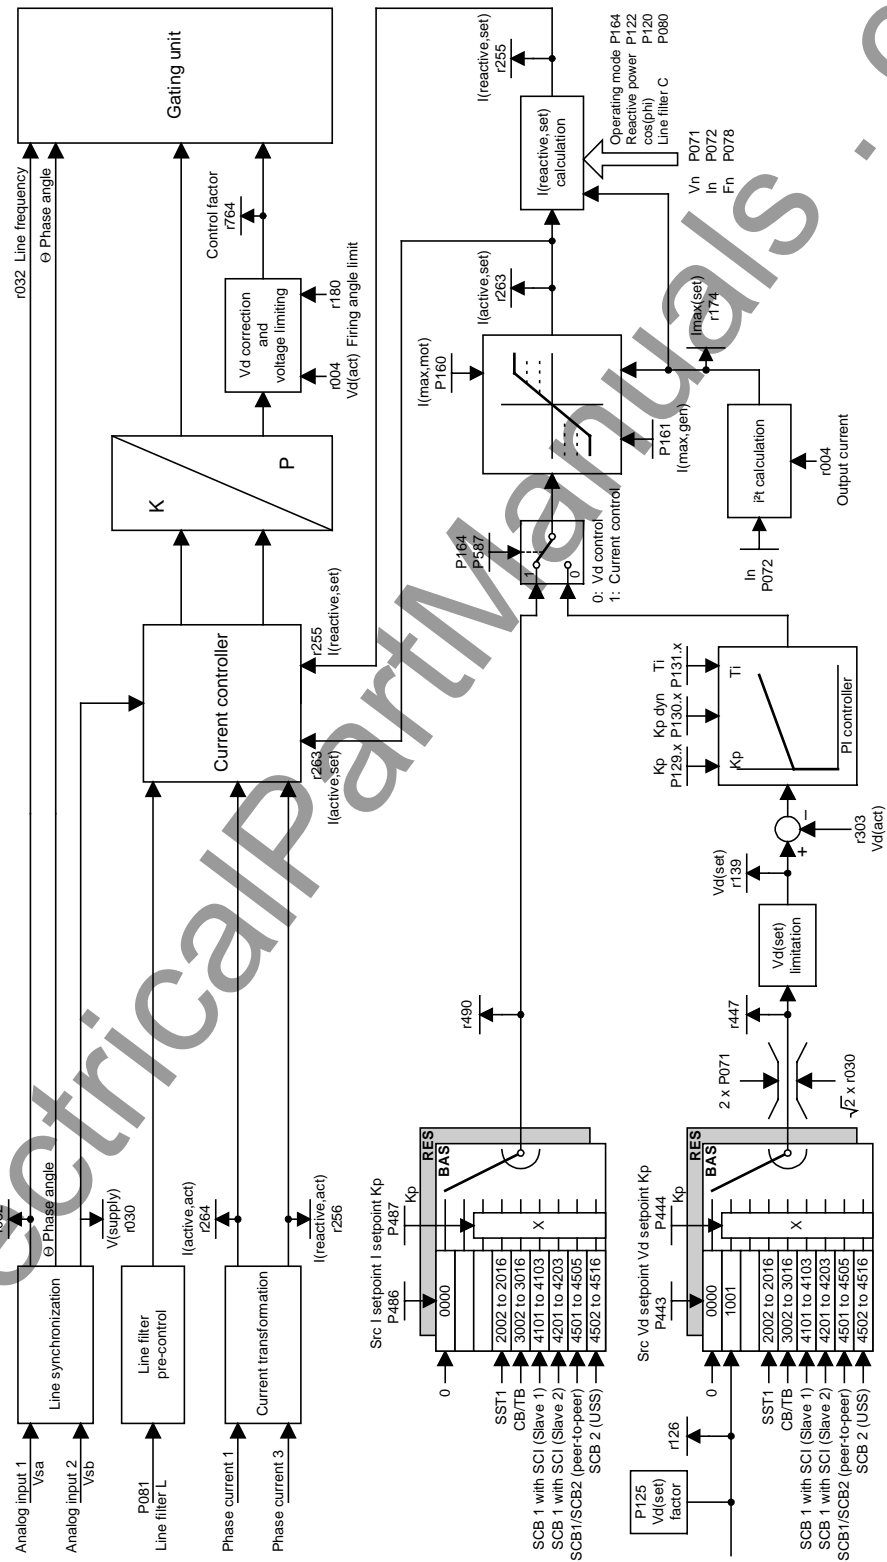 Analog input 1
Vsa
Analog input 2
Vsb
Line synchronization
Θ Phase angle
V(supply)
r030
r032 Line frequency
Θ Phase angle
Gating unit
P081
Line filter L
Line filter
pre-control
Phase current 1
Phase current 3
Current transformation
I(active,act)
r264
I(reactive,act)
r256
Current controller
r263
I(active,set)
r255
I(reactive,set)
K
P
Vd correction
and
voltage limiting
r004
Vd(act)
r180
Firing angle limit
Control factor
r764
Src I setpoint
P486
I setpoint Kp
P487
Kp
RES
BAS
0
0000
SST1
2002 to 2016
CB/TB
3002 to 3016
SCB 1 with SCI (Slave 1)
4101 to 4103
SCB 1 with SCI (Slave 2)
4201 to 4203
SCB1/SCB2 (peer-to-peer)
4501 to 4505
SCB 2 (USS)
4502 to 4516
X
r490
P164
P587
1
0
0: Vd control
1: Current control
I(max,mot)
P160
P161
I(max,gen)
I(active,set)
r263
I(reactive,set)
calculation
I(reactive,set)
r255
Operating mode P164
Reactive power P122
cos(phi) P120
Line filter C P080
Vn P071
In P072
Fn P078
Imax(set)
r174
In
P072
i²t calculation
r004
Output current
P125
Vd(set)
factor
r126
Src Vd setpoint
P443
Vd setpoint Kp
P444
Kp
RES
BAS
0
0000
1001
SST1
2002 to 2016
CB/TB
3002 to 3016
SCB 1 with SCI (Slave 1)
4101 to 4103
SCB 1 with SCI (Slave 2)
4201 to 4203
SCB1/SCB2 (peer-to-peer)
4501 to 4505
SCB 2 (USS)
4502 to 4516
X
2 x P071
√2 x r030
r447
Vd(set)
limitation
Vd(set)
r139
+
−
r303
Vd(act)
Kp
P129.x
Kp dyn
P130.x
Ti
P131.x
Kp
Ti
PI controller
ectricalPartManuals .